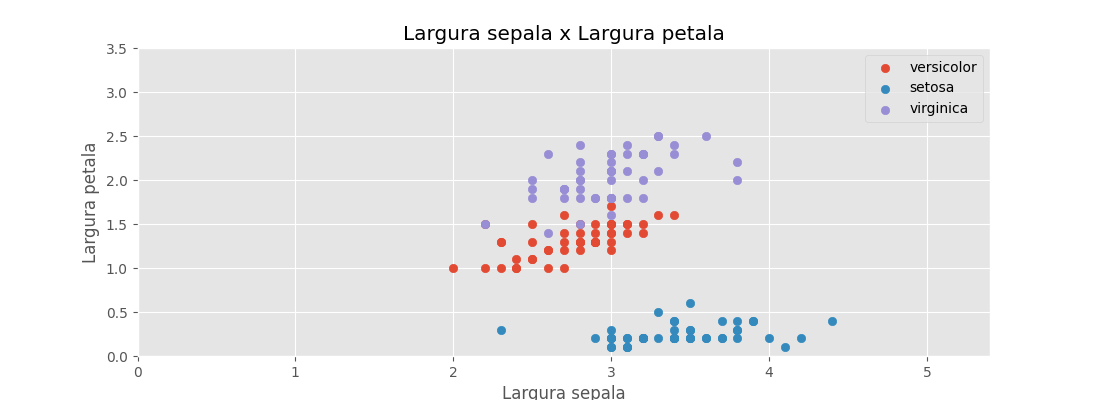 Largura sepala x Largura petala
versicolor
setosa
virginica
Largura petala
3.5
3.0
2.5
2.0
1.5
1.0
0.5
0.0
0 1 2 3 4 5
Largura sepala